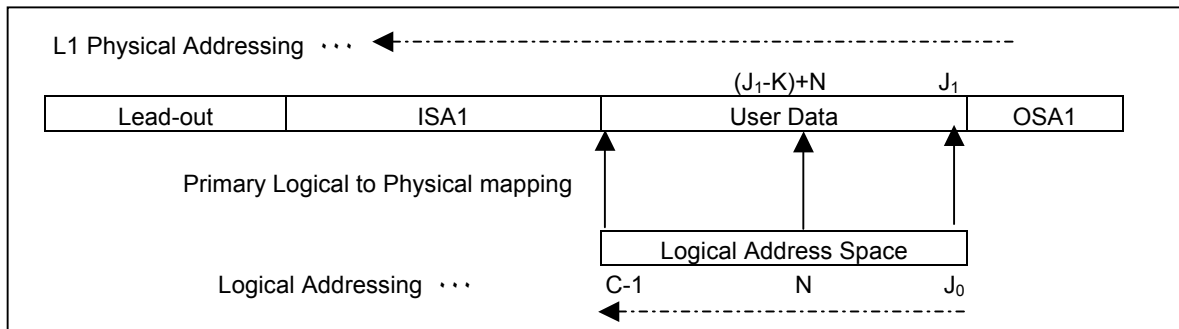 L1 Physical Addressing ...
(J₁-K)+N J₁
Lead-out ISA1 User Data OSA1
Primary Logical to Physical mapping
Logical Address Space
Logical Addressing ... C-1 N J₀